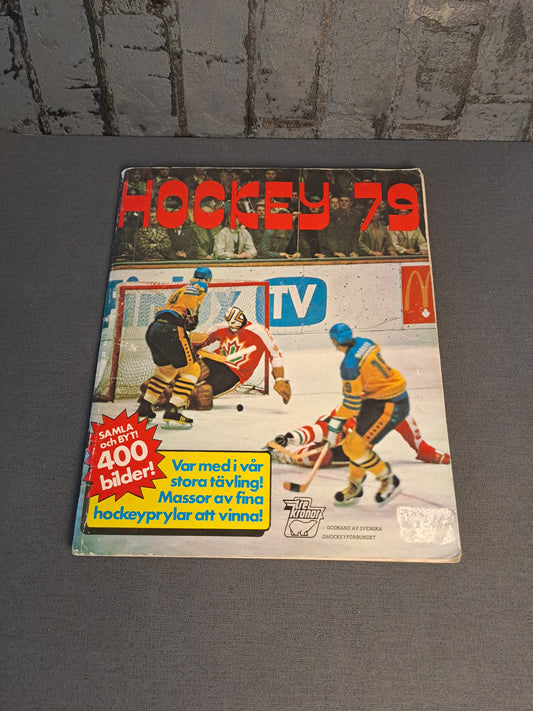 HOCKEY 79
TV
SAMLA
och BYT!
400
bilder!
Var med i vår
stora tävling!
Massor av fina
hockeyprylar att vinna!
tre
kronor
- GODKÄND AV SVENSKA
ISHOCKEYFÖRBUNDET